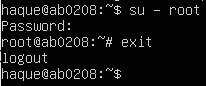 haque@ab0208:~$ su - root
Password:
root@ab0208:~# exit
logout
haque@ab0208:~$